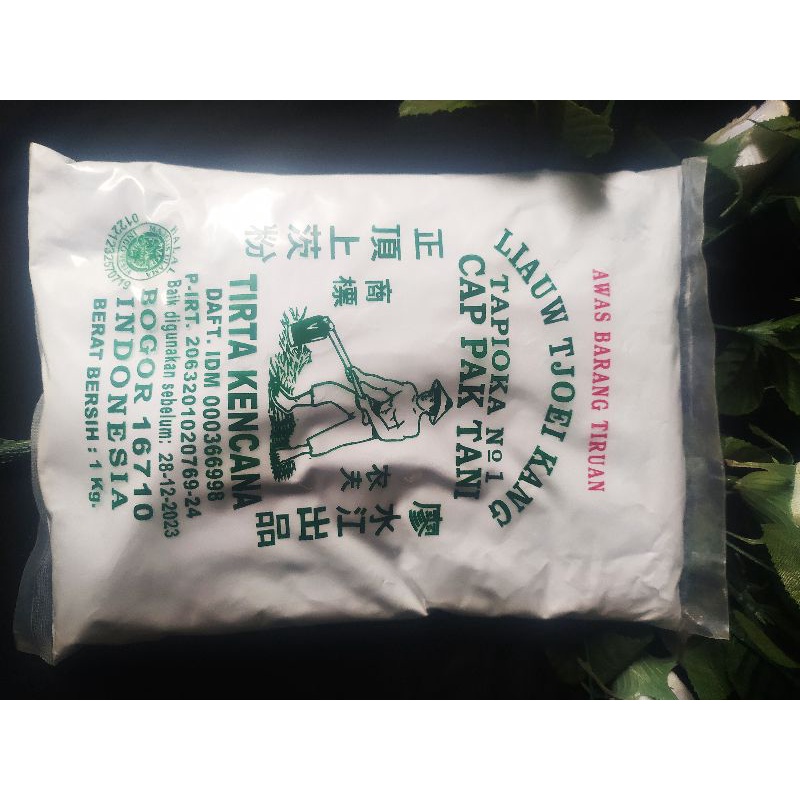 AWAS BARANG TIRUAN
LIAUW TJOEI KANG
TAPIOKA Nº 1
CAP PAK TANI
正頂上茨粉
商標
农夫
廖水江出品
TIRTA KENCANA
DAFT. IDM 000366998
P-IRT. 2063201020769-24
Baik digunakan sebelum: 28-12-2023
BOGOR 16710
INDONESIA
BERAT BERSIH : 1 Kg.